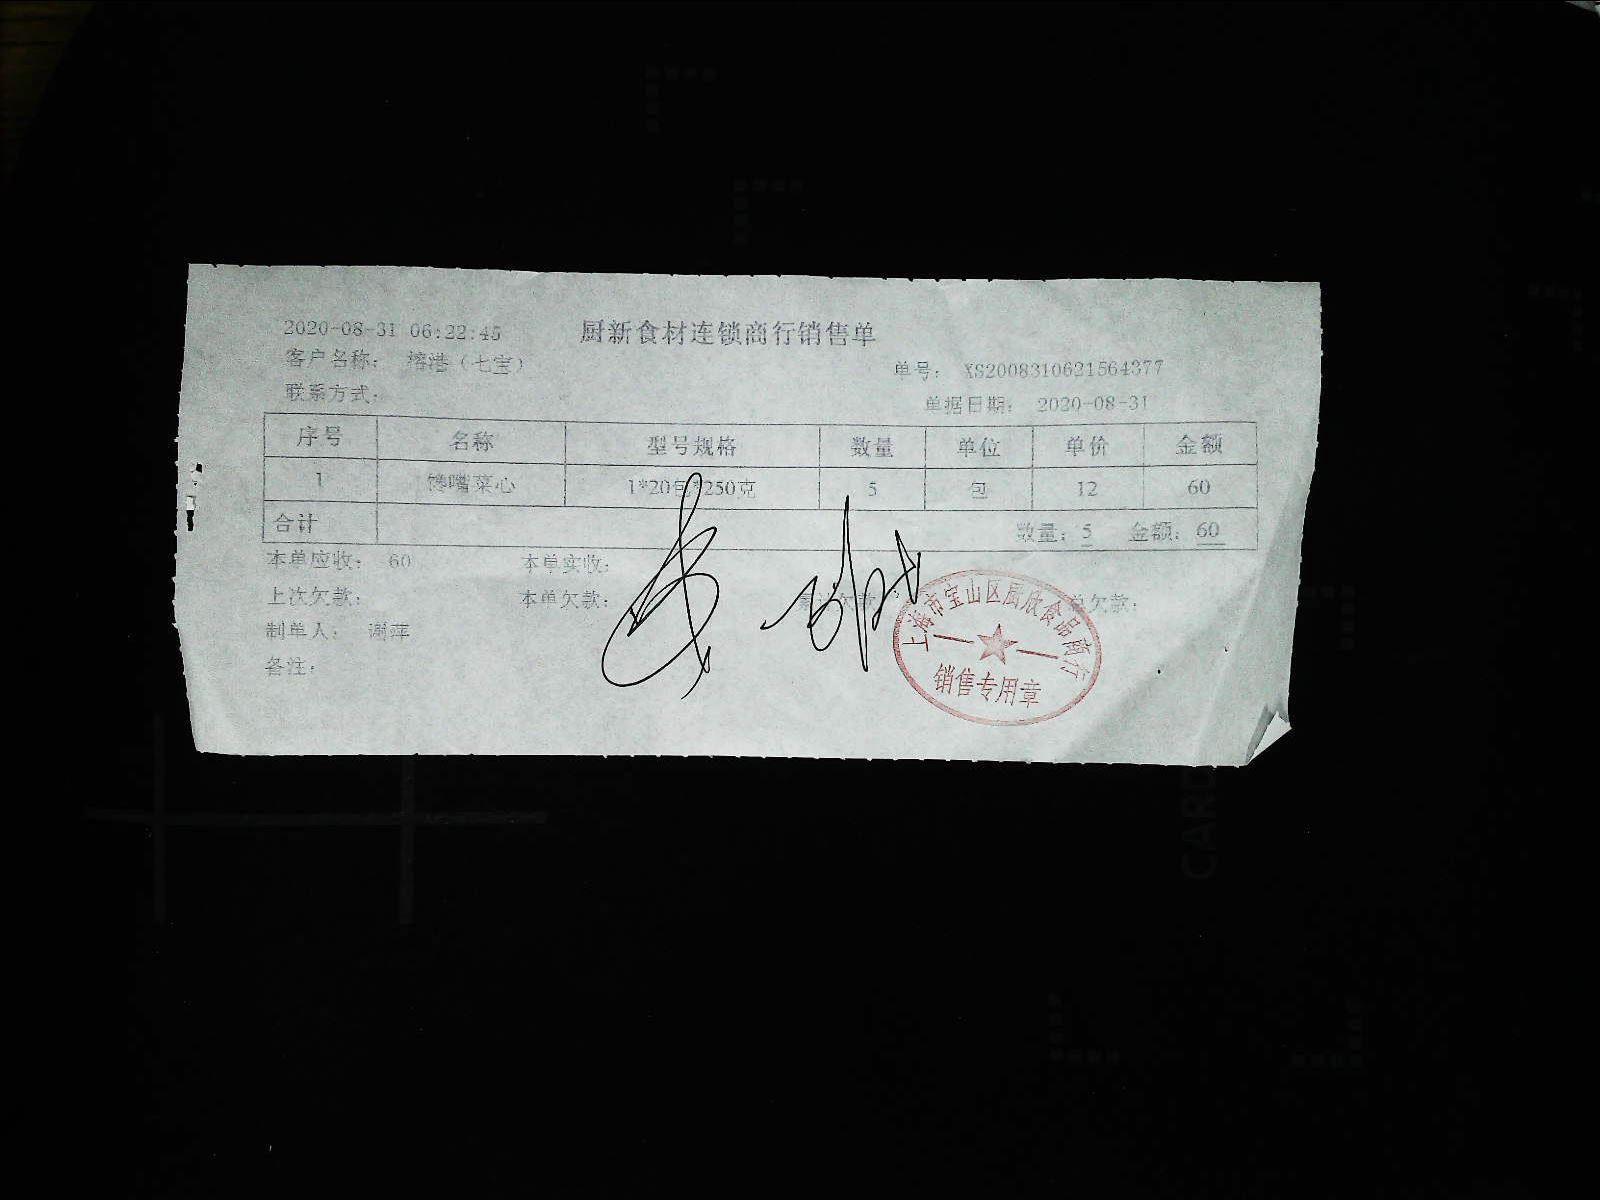 2020-08-31 06:22:45 厨新食材连锁商行销售单
客户名称: 榕港（七宝） 单号: XS2008310621564377
联系方式: 单据日期: 2020-08-31
序号 名称 型号规格 数量 单位 单价 金额
1 馋嘴菜心 1*20包*250克 5 包 12 60
合计 数量: 5 金额: 60
本单应收: 60 本单实收:
上次欠款: 本单欠款: 欠款 单欠款:
制单人: 谢萍
备注:
上海市宝山区厨欣食品商行
销售专用章